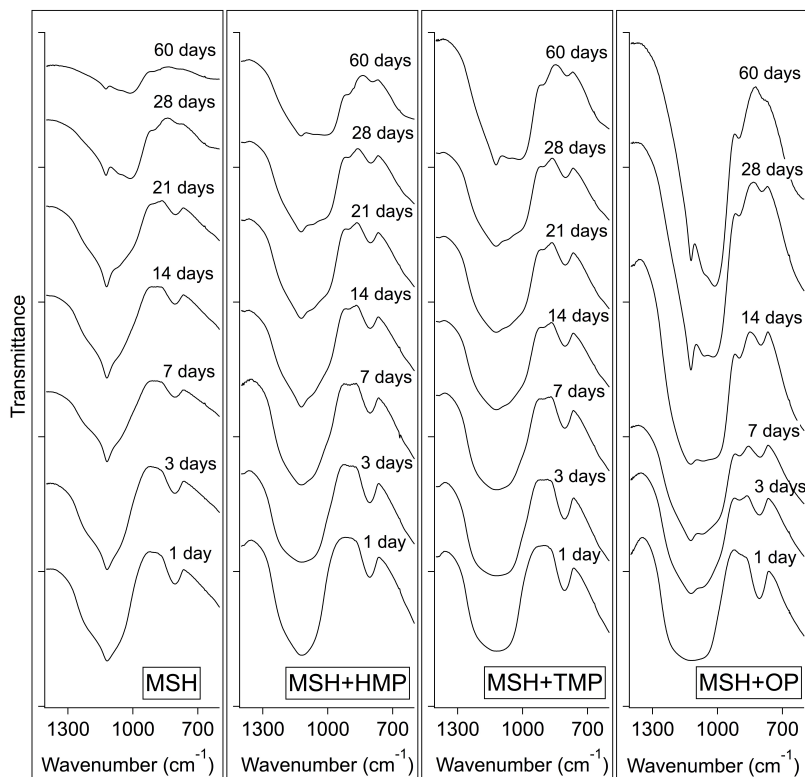 Transmittance
60 days
28 days
21 days
14 days
7 days
3 days
1 day
MSH
1300 1000 700
Wavenumber (cm-1)
60 days
28 days
21 days
14 days
7 days
3 days
1 day
MSH+HMP
1300 1000 700
Wavenumber (cm-1)
60 days
28 days
21 days
14 days
7 days
3 days
1 day
MSH+TMP
1300 1000 700
Wavenumber (cm-1)
60 days
28 days
14 days
7 days
3 days
1 day
MSH+OP
1300 1000 700
Wavenumber (cm-1)